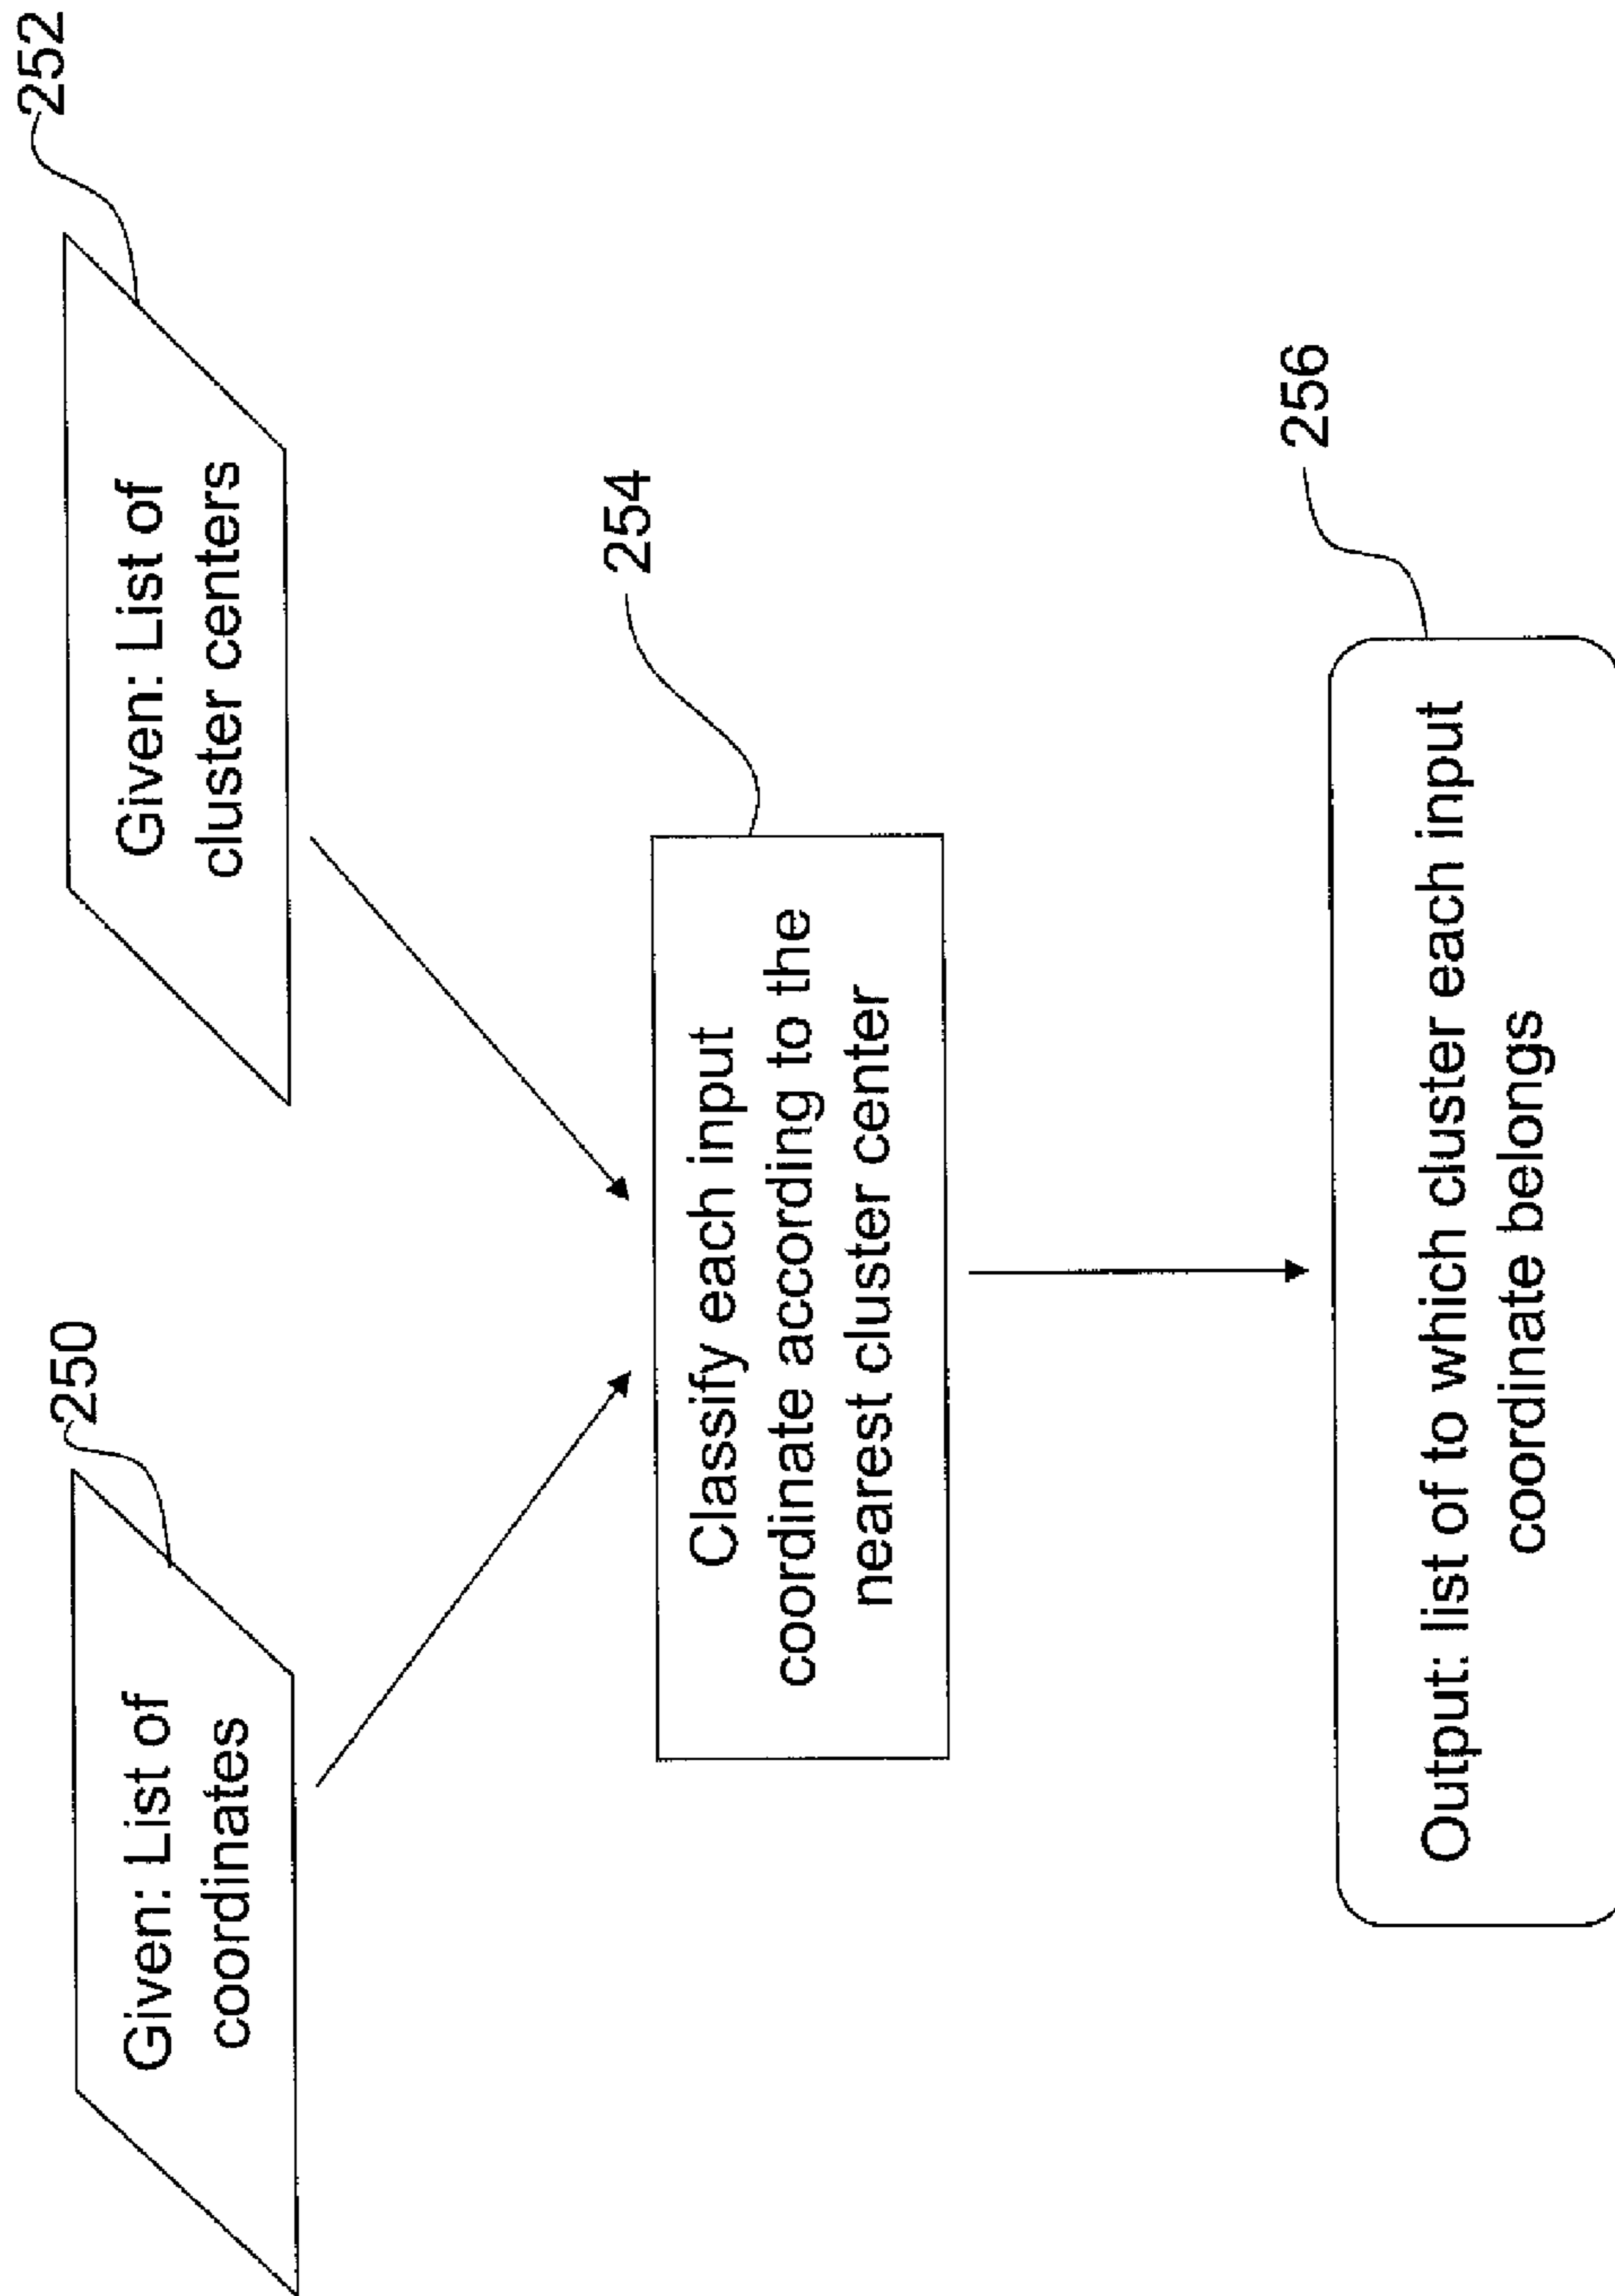 250
Given: List of
coordinates
252
Given: List of
cluster centers
254
Classify each input
coordinate according to the
nearest cluster center
256
Output: list of to which cluster each input
coordinate belongs